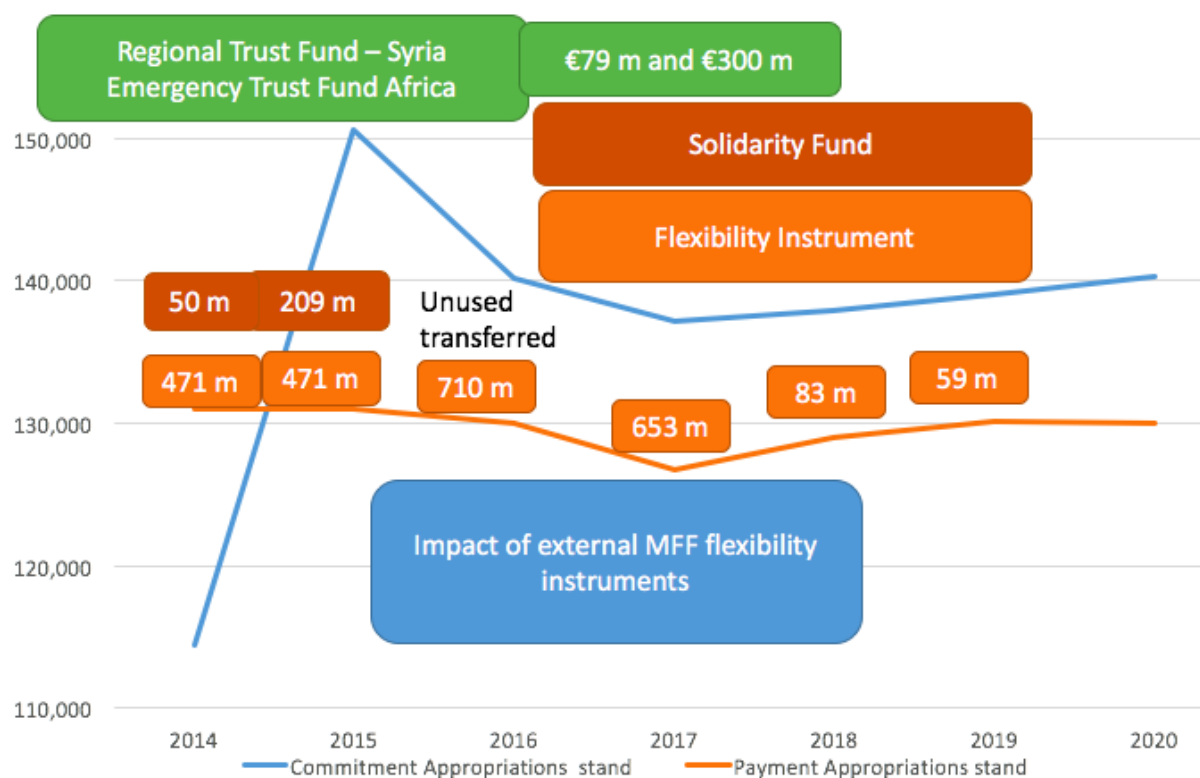 Regional Trust Fund – Syria
Emergency Trust Fund Africa
€79 m and €300 m
150,000
Solidarity Fund
Flexibility Instrument
140,000
50 m
209 m
Unused
transferred
471 m
471 m
710 m
83 m
59 m
130,000
653 m
Impact of external MFF flexibility
instruments
120,000
110,000
2014 2015 2016 2017 2018 2019 2020
Commitment Appropriations stand
Payment Appropriations stand